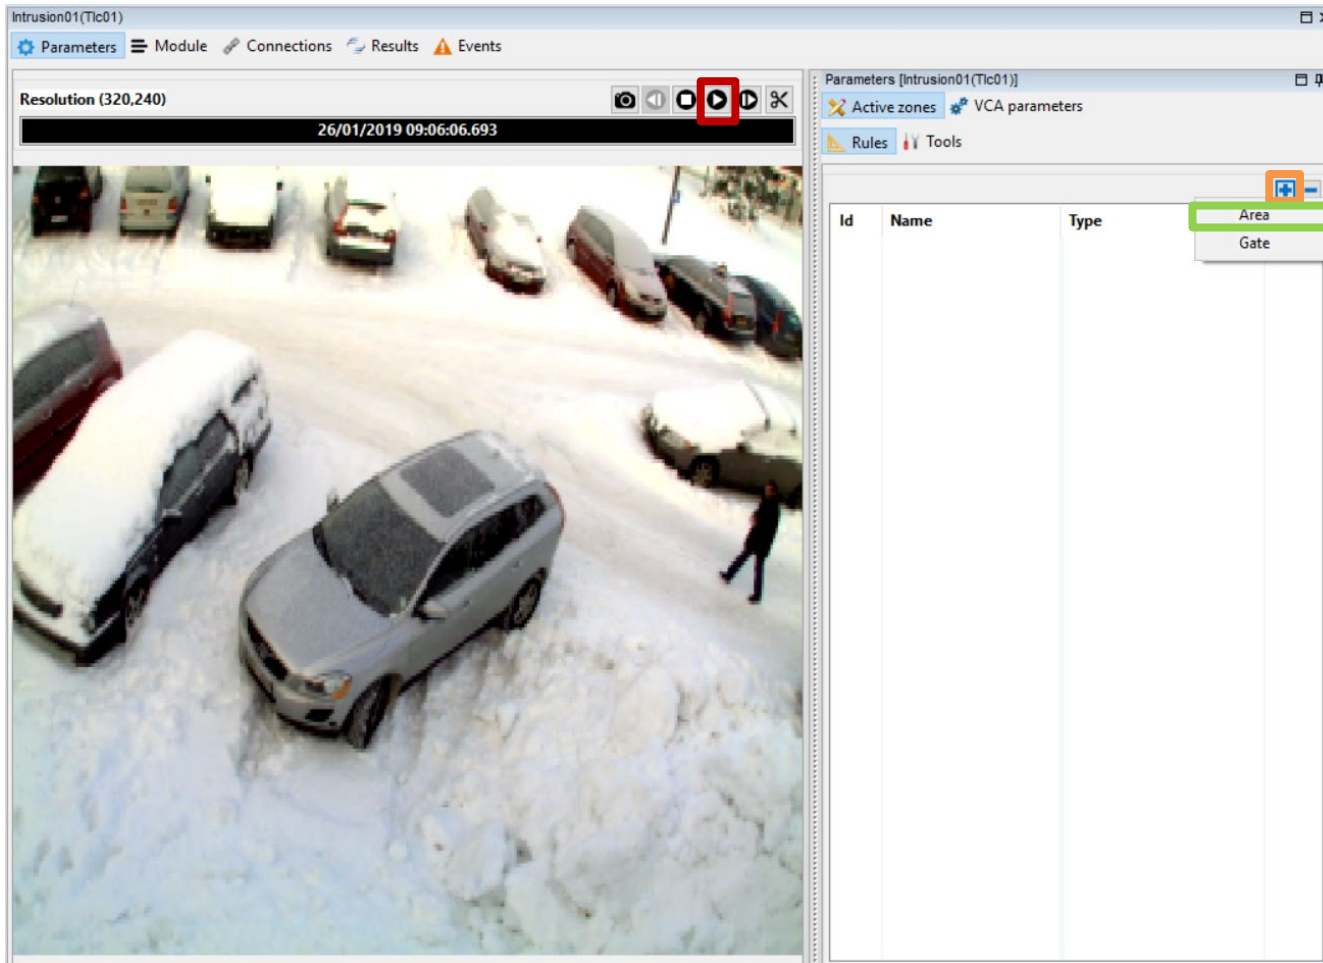 Intrusion01(Tlc01)
Parameters Module Connections Results Events
Resolution (320,240)
26/01/2019 09:06:06.693
Parameters [Intrusion01(Tlc01)]
Active zones VCA parameters
Rules Tools
Id Name Type
Area
Gate